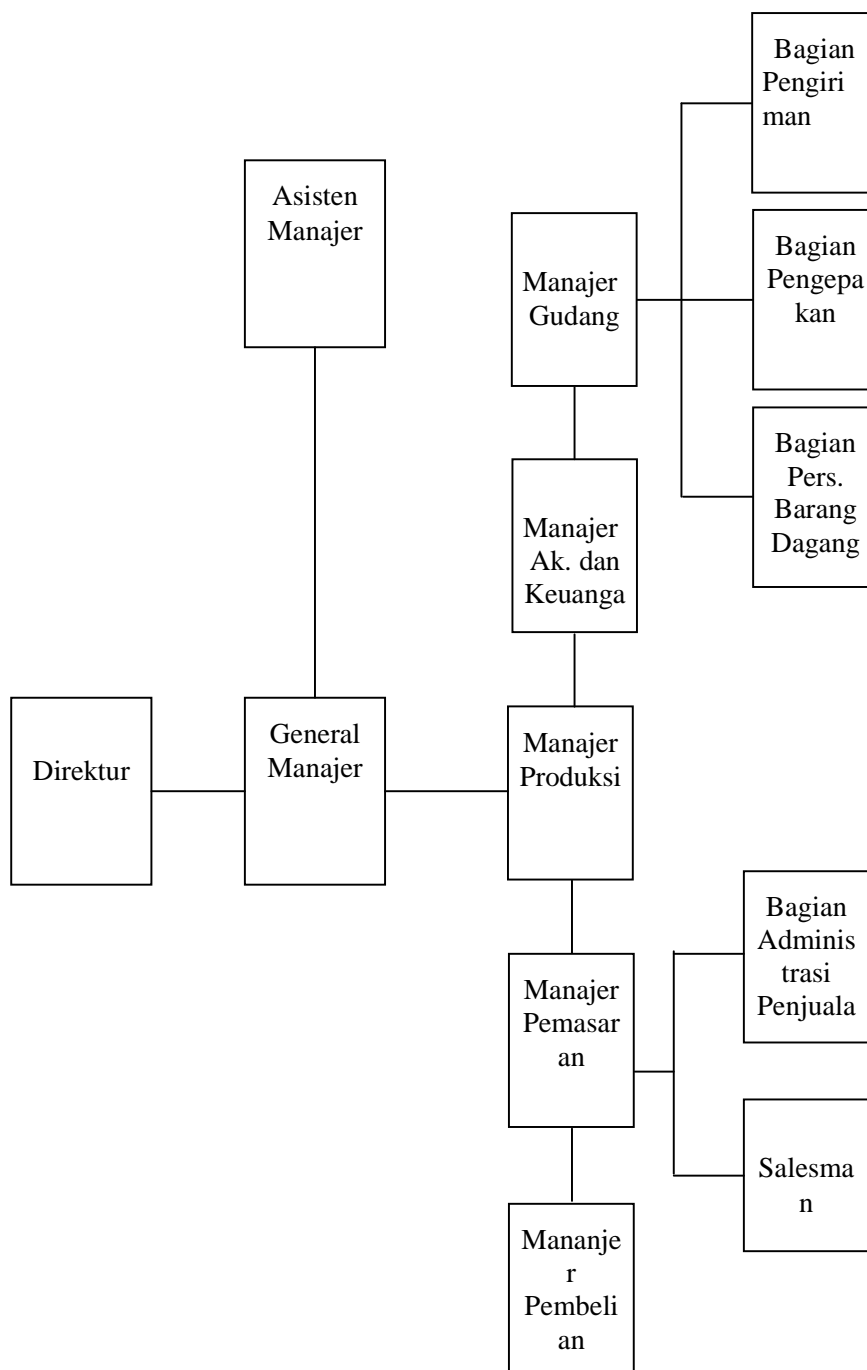 Bagian
Pengiri
man
Asisten
Manajer
Manajer
Gudang
Bagian
Pengepa
kan
Bagian
Pers.
Barang
Dagang
Manajer
Ak. dan
Keuanga
Direktur
General
Manajer
Manajer
Produksi
Bagian
Adminis
trasi
Penjuala
Manajer
Pemasar
an
Salesma
n
Mananje
r
Pembeli
an